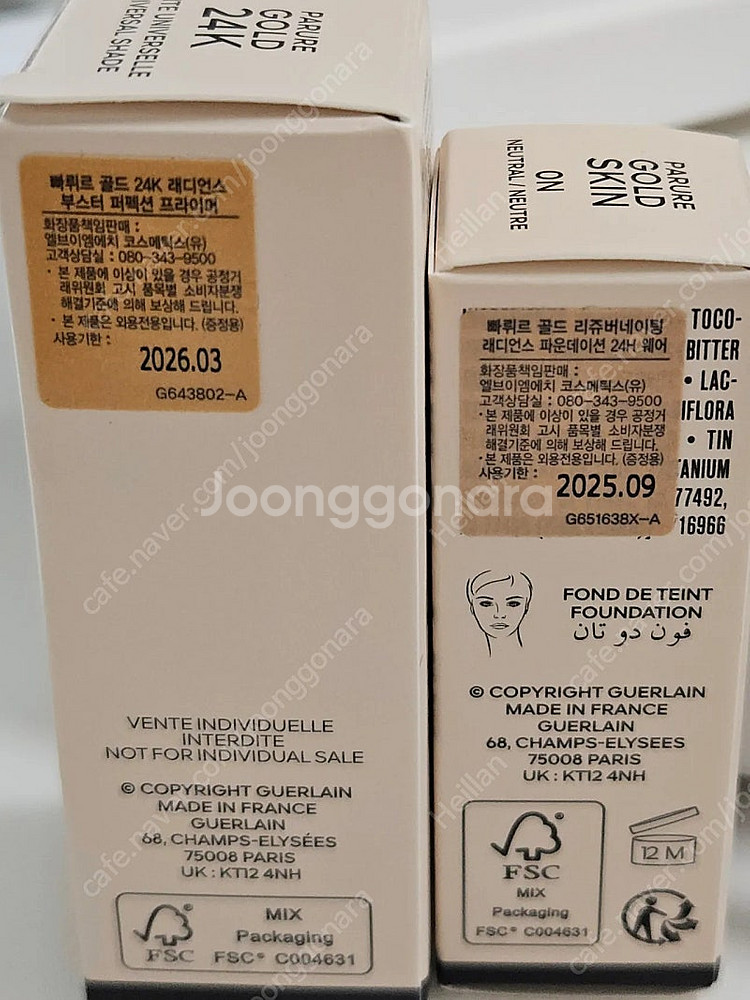 PARURE
GOLD
24K
TE UNIVERSELLE
VERSAL SHADE
빠뤼르 골드 24K 래디언스
부스터 퍼펙션 프라이머
화장품책임판매 :
엘브이엠에치 코스메틱스(유)
고객상담실 : 080-343-9500
• 본 제품에 이상이 있을 경우 공정거
래위원회 고시 품목별 소비자분쟁
해결기준에 의해 보상해 드립니다.
• 본 제품은 외용전용입니다. (증정용)
사용기한 :
2026.03
G643802-A
VENTE INDIVIDUELLE
INTERDITE
NOT FOR INDIVIDUAL SALE
© COPYRIGHT GUERLAIN
MADE IN FRANCE
GUERLAIN
68, CHAMPS-ELYSÉES
75008 PARIS
UK : KT12 4NH
FSC
MIX
Packaging
FSC® C004631
PARURE
GOLD
SKIN
0N
NEUTRAL / NEUTRE
빠뤼르 골드 리쥬버네이팅
래디언스 파운데이션 24H 웨어
화장품책임판매 :
엘브이엠에치 코스메틱스(유)
고객상담실 : 080-343-9500
• 본 제품에 이상이 있을 경우 공정거
래위원회 고시 품목별 소비자분쟁
해결기준에 의해 보상해 드립니다.
• 본 제품은 외용전용입니다. (증정용)
사용기한 :
2025.09
G651638X-A
TOCO-
BITTER
• LAC-
IFLORA
• TIN
ANIUM
77492,
16966
FOND DE TEINT
FOUNDATION
فون دو تان
© COPYRIGHT GUERLAIN
MADE IN FRANCE
GUERLAIN
68, CHAMPS-ELYSEES
75008 PARIS
UK : KT12 4NH
FSC
MIX
Packaging
FSC® C004631
12 M
Joonggonara
cafe.naver.com/joonggonara
Heillan